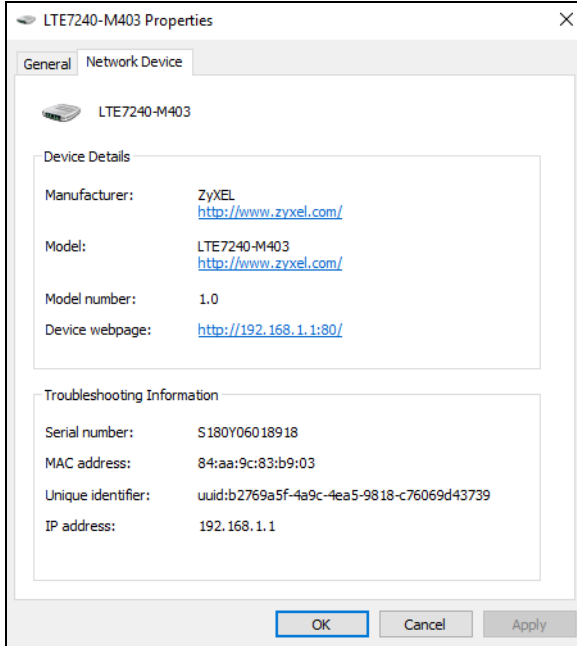 LTE7240-M403 Properties
General
Network Device
LTE7240-M403
Device Details
Manufacturer: ZyXEL
http://www.zyxel.com/
Model: LTE7240-M403
http://www.zyxel.com/
Model number: 1.0
Device webpage: http://192.168.1.1:80/
Troubleshooting Information
Serial number: S180Y06018918
MAC address: 84:aa:9c:83:b9:03
Unique identifier: uuid:b2769a5f-4a9c-4ea5-9818-c76069d43739
IP address: 192.168.1.1
OK
Cancel
Apply